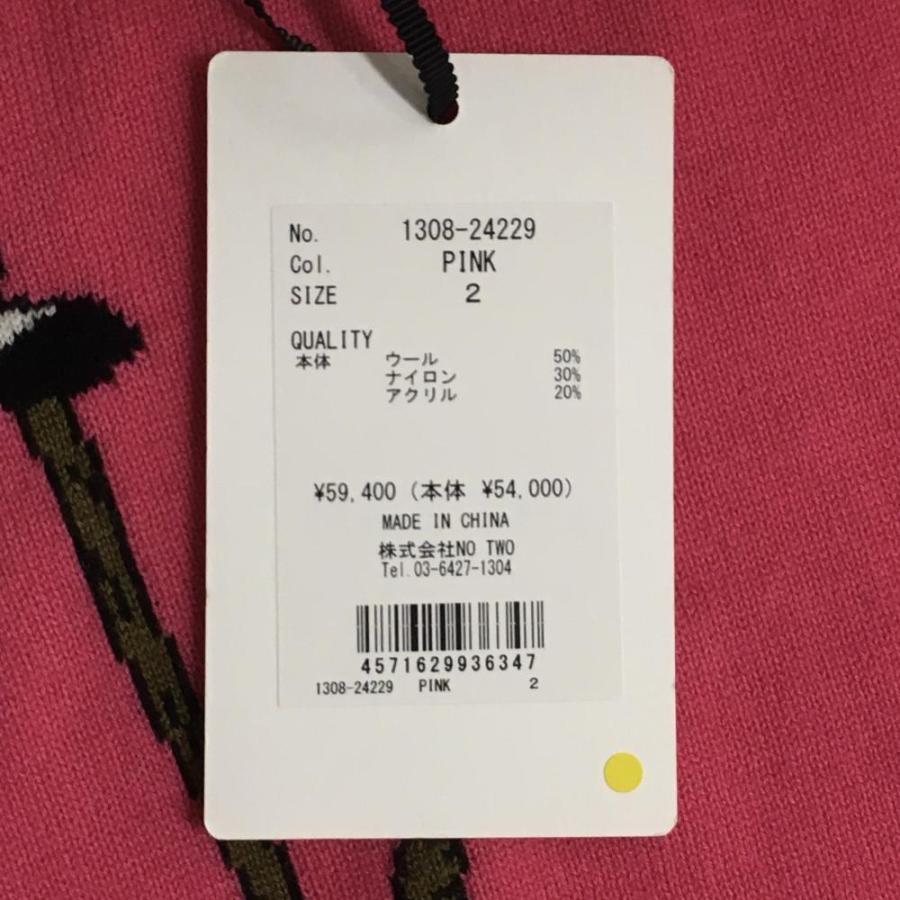 No. 1308-24229
Col. PINK
SIZE 2
QUALITY
本体 ウール 50%
ナイロン 30%
アクリル 20%
¥59,400 (本体 ¥54,000)
MADE IN CHINA
株式会社NO TWO
Tel.03-6427-1304
4571629936347
1308-24229 PINK 2